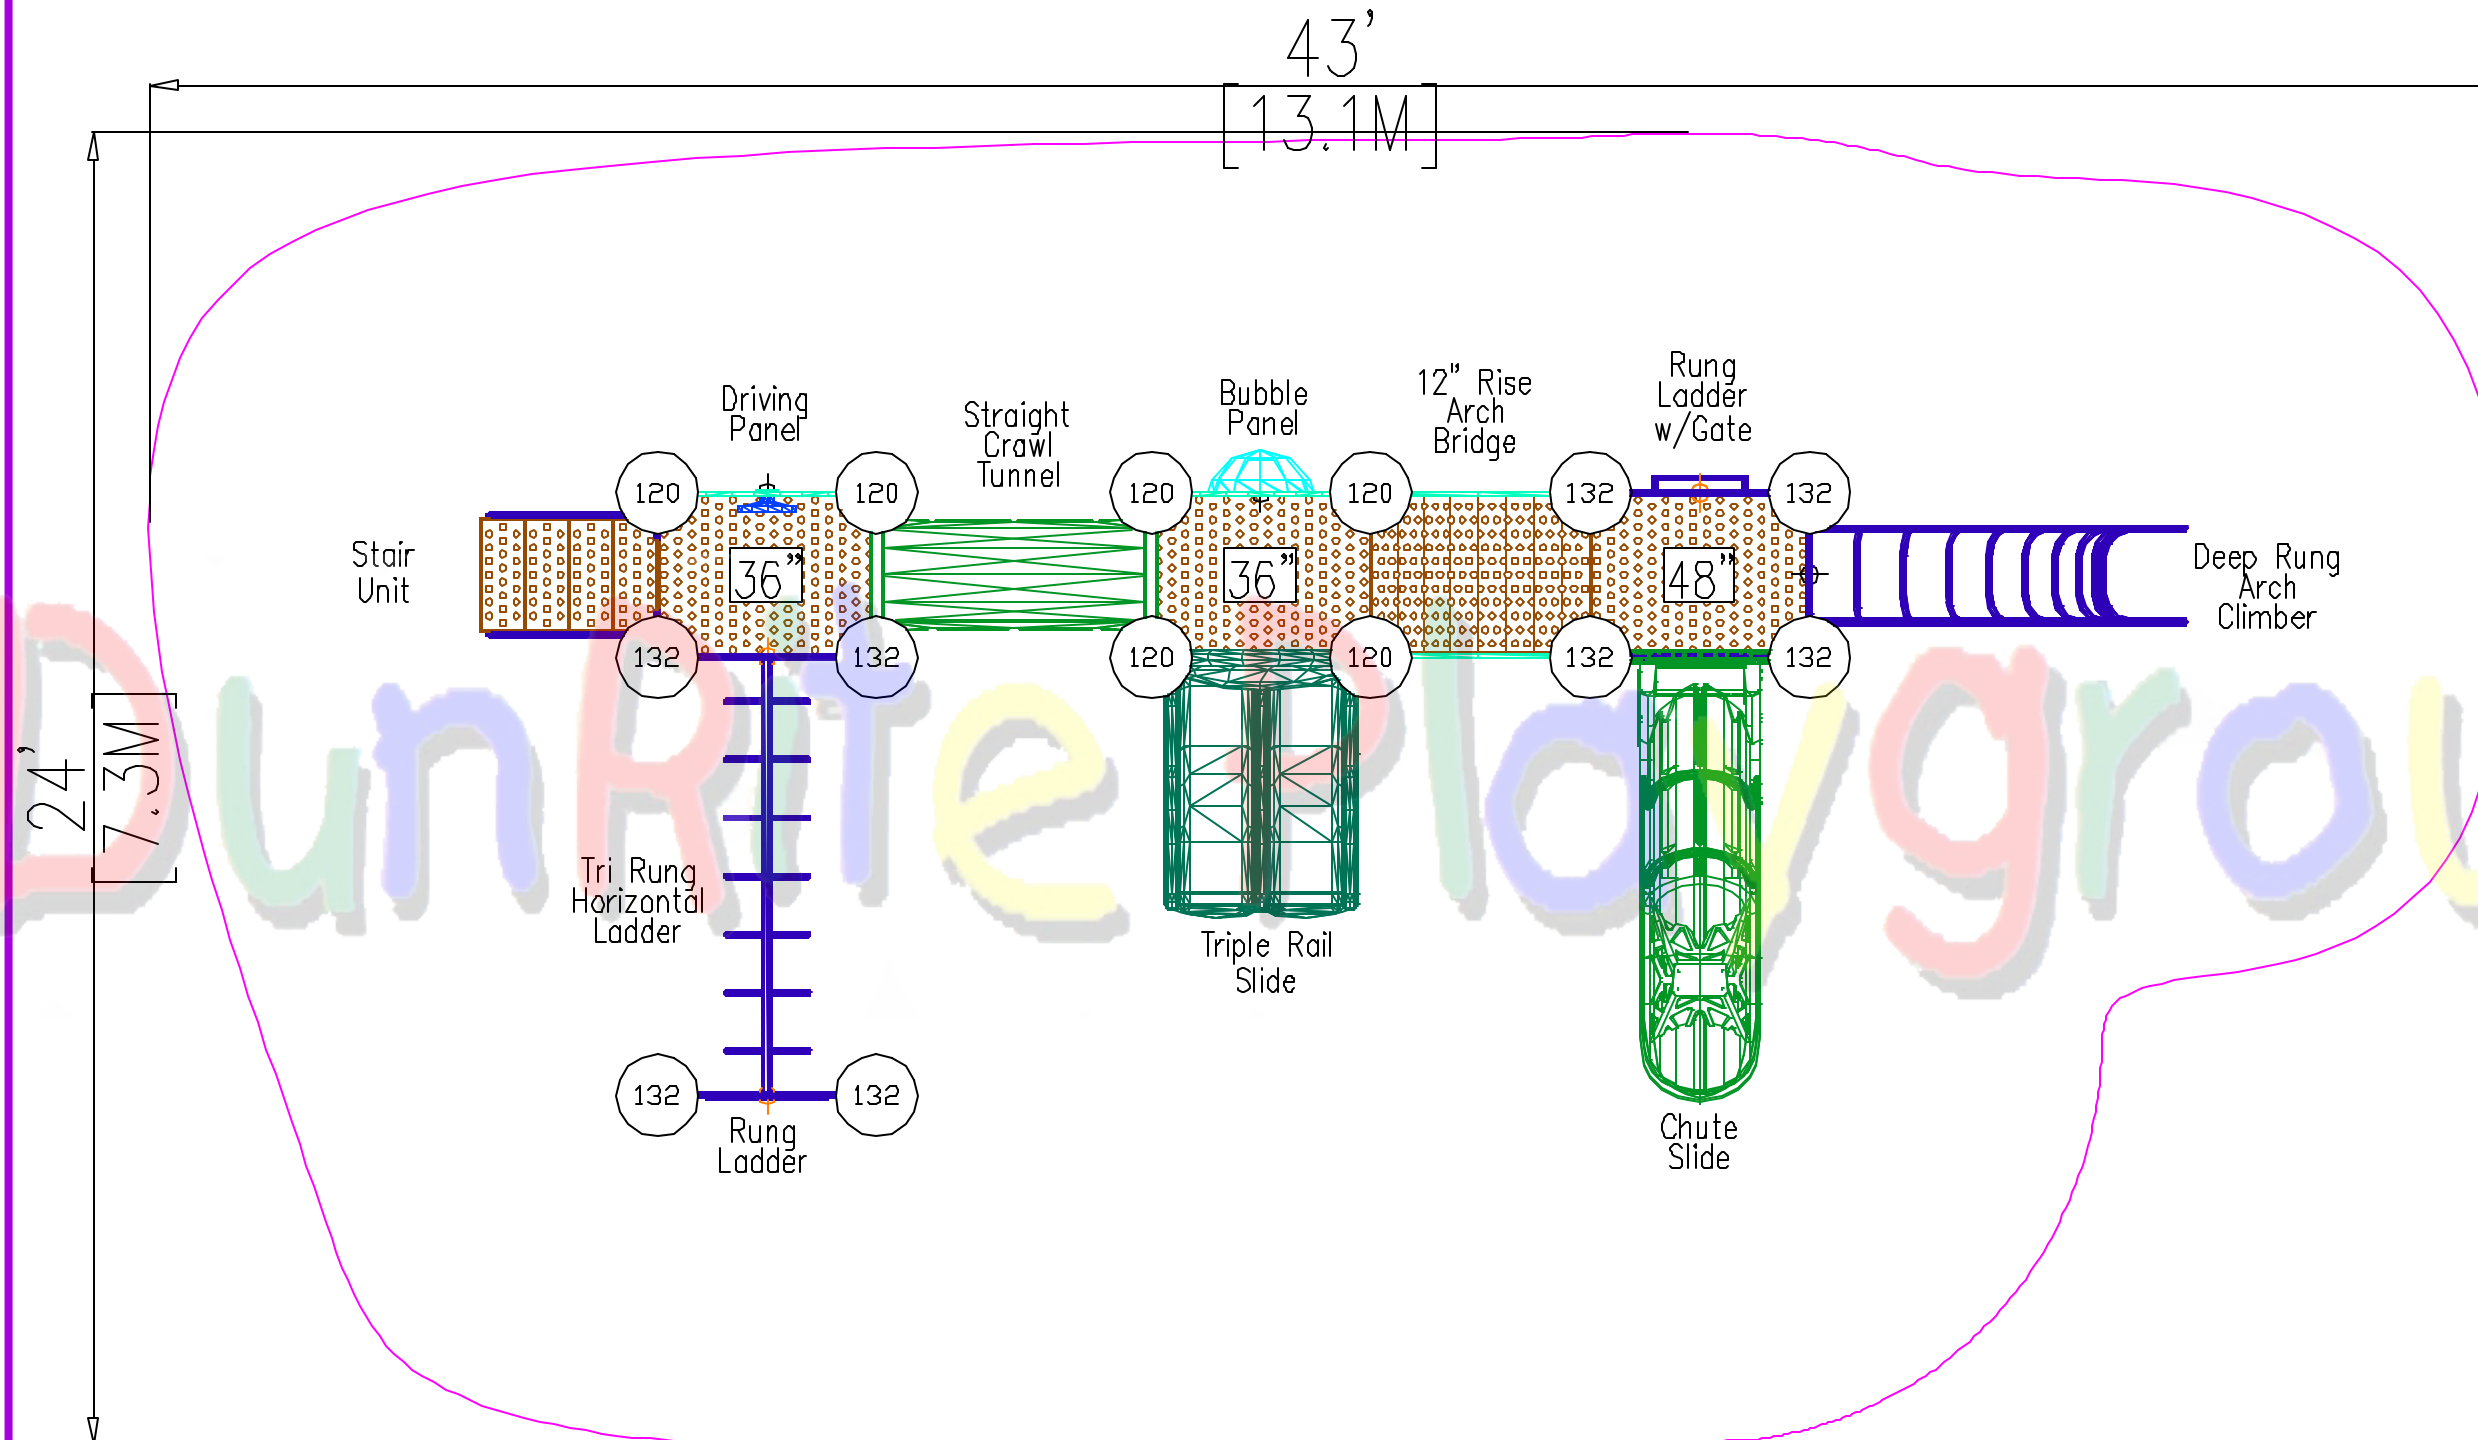 43'
[13.1M]
Rung
Ladder
w/Gate
12" Rise
Arch
Bridge
Bubble
Panel
Driving
Panel
Straight
Crawl
Tunnel
120
120
120
120
132
132
Stair
Unit
36"
36"
48"
Deep Rung
Arch
Climber
132
132
120
120
132
132
24'
[7.3M]
DunRite Playgrou
Tri Rung
Horizontal
Ladder
Triple Rail
Slide
132
132
Rung
Ladder
Chute
Slide